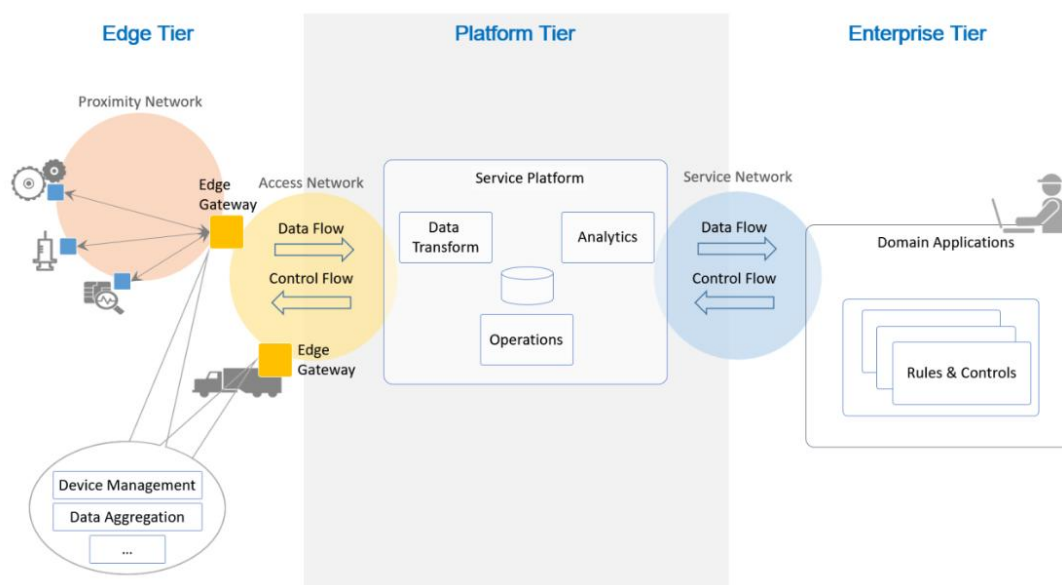 Edge Tier
Platform Tier
Enterprise Tier
Proximity Network
Edge
Gateway
Access Network
Data Flow
Control Flow
Edge
Gateway
Device Management
Data Aggregation
...
Service Platform
Data
Transform
Analytics
Operations
Service Network
Data Flow
Control Flow
Domain Applications
Rules & Controls